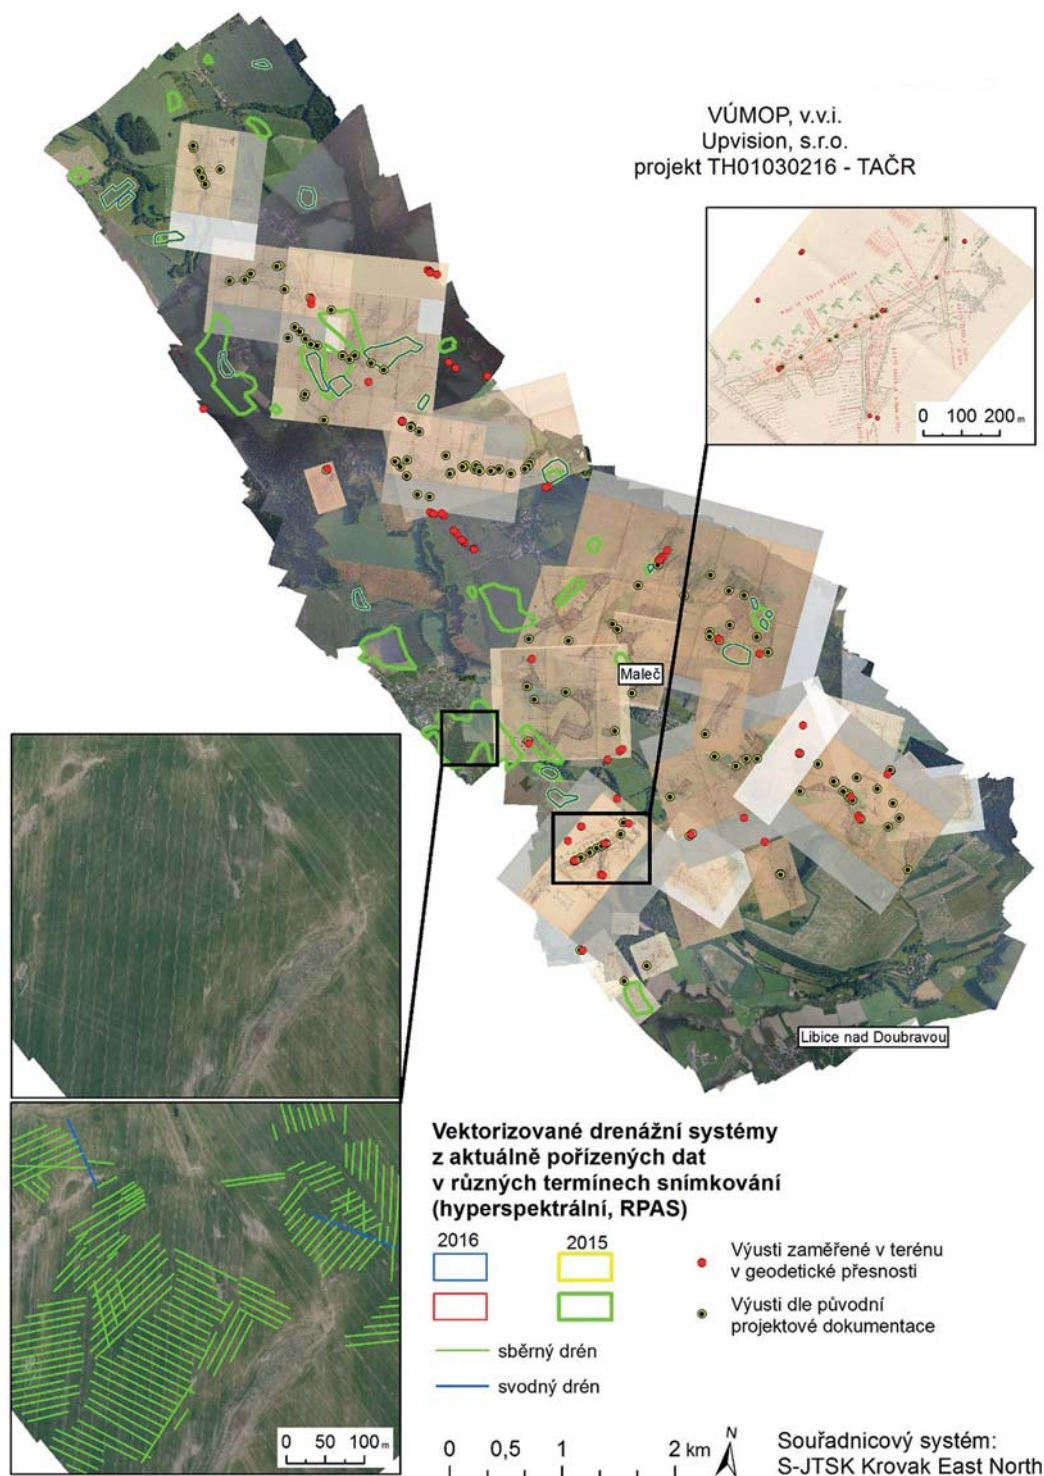 VÚMOP, v.v.i.
Upvision, s.r.o.
projekt TH01030216 - TAČR
0 100 200 m
Maleč
Libice nad Doubravou
Vektorizované drenážní systémy
z aktuálně pořízených dat
v různých termínech snímkování
(hyperspektrální, RPAS)
2016 2015
Výusti zaměřené v terénu
v geodetické přesnosti
Výusti dle původní
projektové dokumentace
sběrný drén
svodný drén
0 50 100 m
0 0,5 1 2 km
N
Souřadnicový systém:
S-JTSK Krovak East North